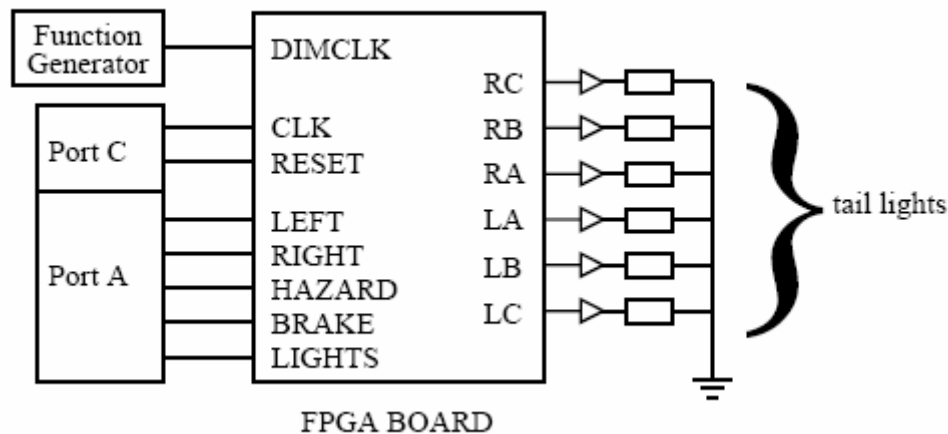 Function
Generator
Port C
Port A
DIMCLK
CLK
RESET
LEFT
RIGHT
HAZARD
BRAKE
LIGHTS
RC
RB
RA
LA
LB
LC
tail lights
FPGA BOARD